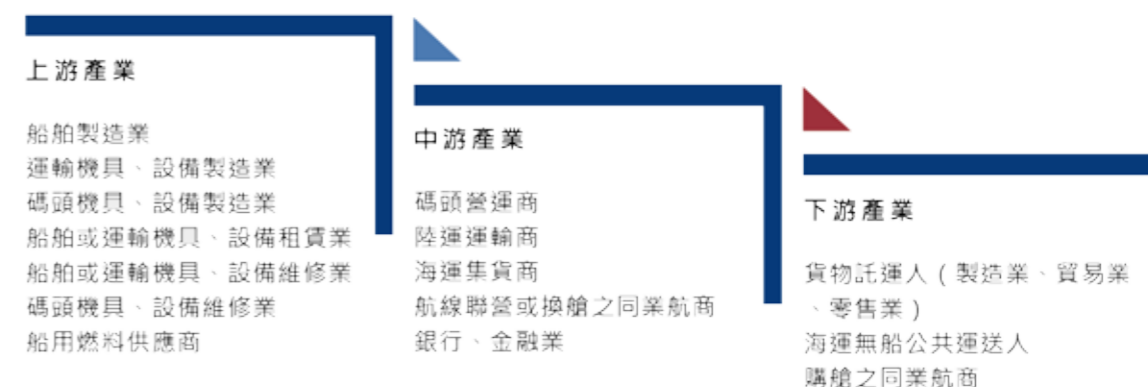 上游產業
船舶製造業
運輸機具、設備製造業
碼頭機具、設備製造業
船舶或運輸機具、設備租賃業
船舶或運輸機具、設備維修業
碼頭機具、設備維修業
船用燃料供應商
中游產業
碼頭營運商
陸運運輸商
海運集貨商
航線聯營或換艙之同業航商
銀行、金融業
下游產業
貨物託運人(製造業、貿易業
、零售業)
海運無船公共運送人
購艙之同業航商